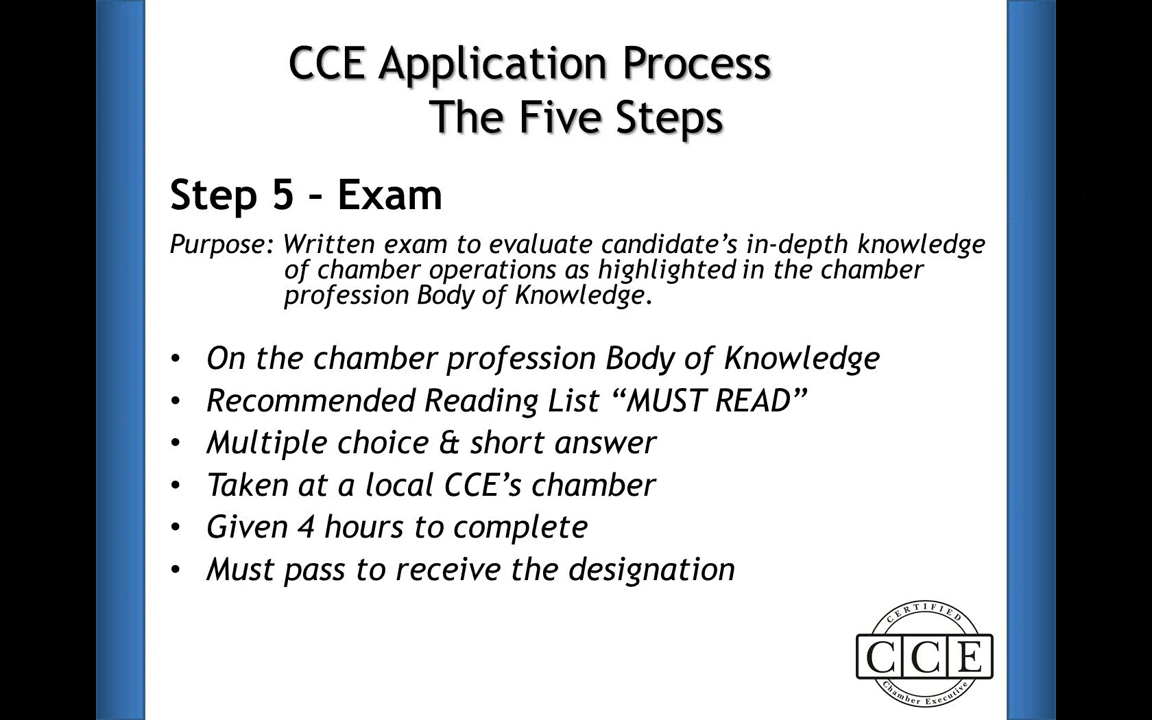 CCE Application Process
The Five Steps
Step 5 – Exam
Purpose: Written exam to evaluate candidate’s in-depth knowledge
of chamber operations as highlighted in the chamber
profession Body of Knowledge.
• On the chamber profession Body of Knowledge
• Recommended Reading List “MUST READ”
• Multiple choice & short answer
• Taken at a local CCE’s chamber
• Given 4 hours to complete
• Must pass to receive the designation
CERTIFIED
CCE
Chamber Executive